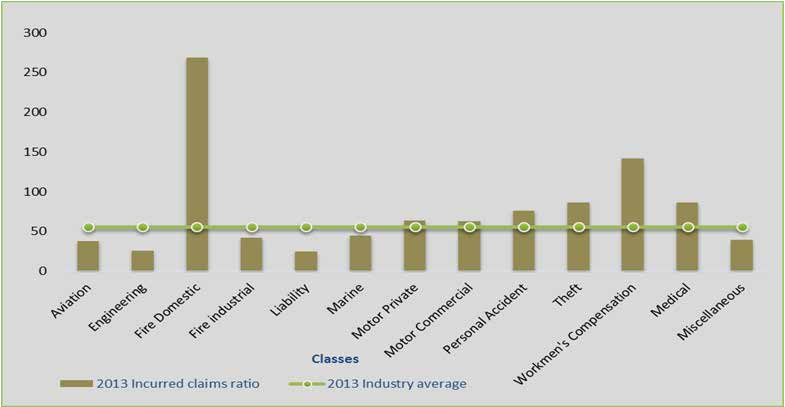 300
250
200
150
100
50
0
Aviation
Engineering
Fire Domestic
Fire industrial
Liability
Marine
Motor Private
Motor Commercial
Personal Accident
Theft
Workmen's Compensation
Medical
Miscellaneous
Classes
2013 Incurred claims ratio
2013 Industry average